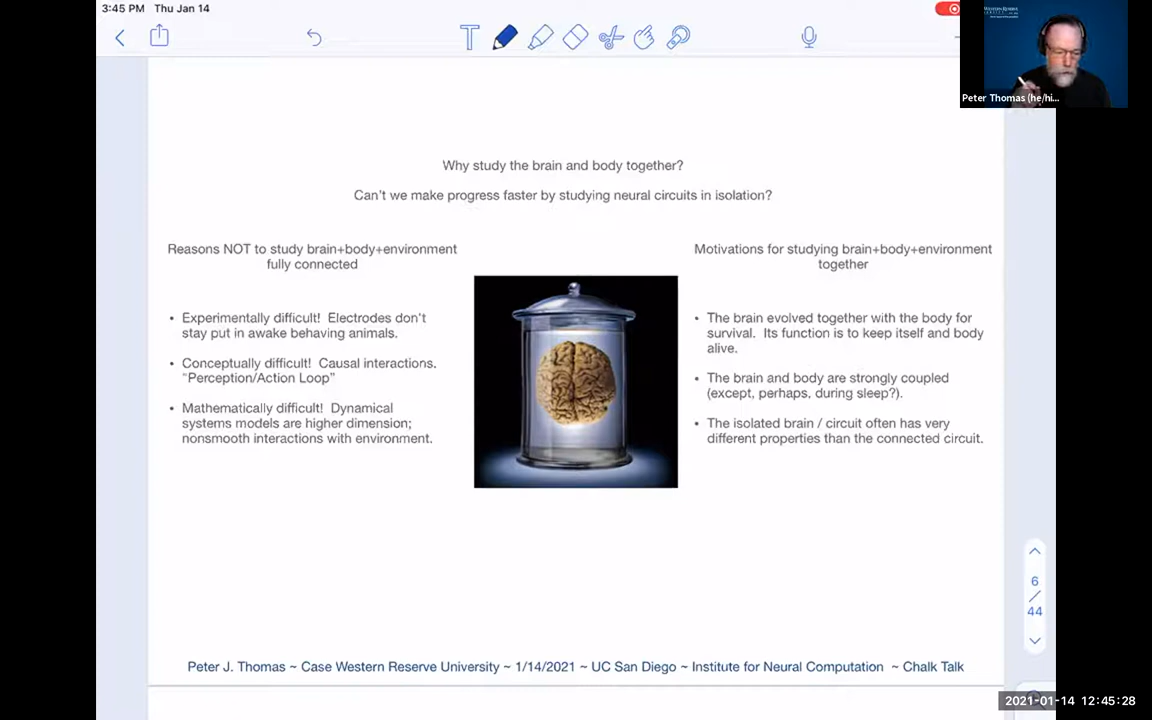 3:45 PM Thu Jan 14
WESTERN RESERVE
Peter Thomas (he/hi...
Why study the brain and body together?
Can't we make progress faster by studying neural circuits in isolation?
Reasons NOT to study brain+body+environment
fully connected
• Experimentally difficult! Electrodes don't
stay put in awake behaving animals.
• Conceptually difficult! Causal interactions.
“Perception/Action Loop”
• Mathematically difficult! Dynamical
systems models are higher dimension;
nonsmooth interactions with environment.
Motivations for studying brain+body+environment
together
• The brain evolved together with the body for
survival. Its function is to keep itself and body
alive.
• The brain and body are strongly coupled
(except, perhaps, during sleep?).
• The isolated brain / circuit often has very
different properties than the connected circuit.
6
/
44
Peter J. Thomas ~ Case Western Reserve University ~ 1/14/2021 ~ UC San Diego ~ Institute for Neural Computation ~ Chalk Talk
2021-01-14 12:45:28